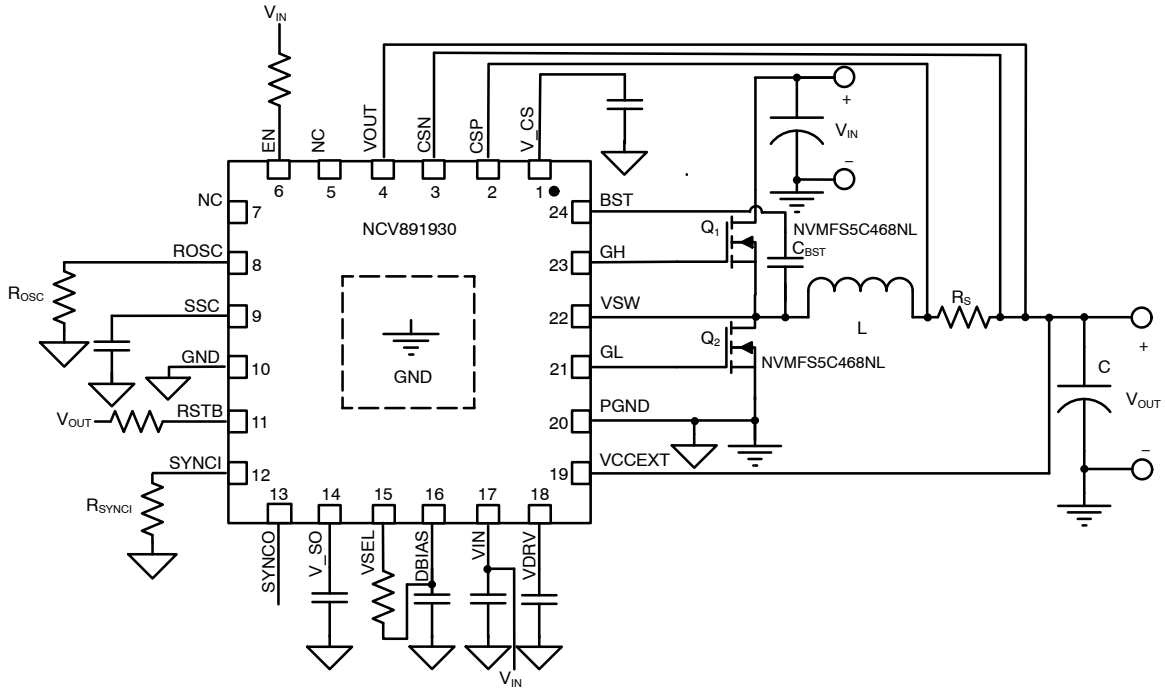 VIN
EN
NC
VOUT
CSN
CSP
V_CS
6
5
4
3
2
1
+
VIN
−
NC
7
NCV891930
24
BST
Q1
NVMFS5C468NL
CBST
ROSC
8
23
GH
ROSC
SSC
9
22
VSW
L
RS
+
GND
10
GND
21
GL
Q2
NVMFS5C468NL
C
VOUT
VOUT
RSTB
11
20
PGND
−
SYNCI
12
19
VCCEXT
RSYNCI
13
14
15
16
17
18
SYNCO
V_SO
VSEL
DBIAS
VIN
VDRV
VIN